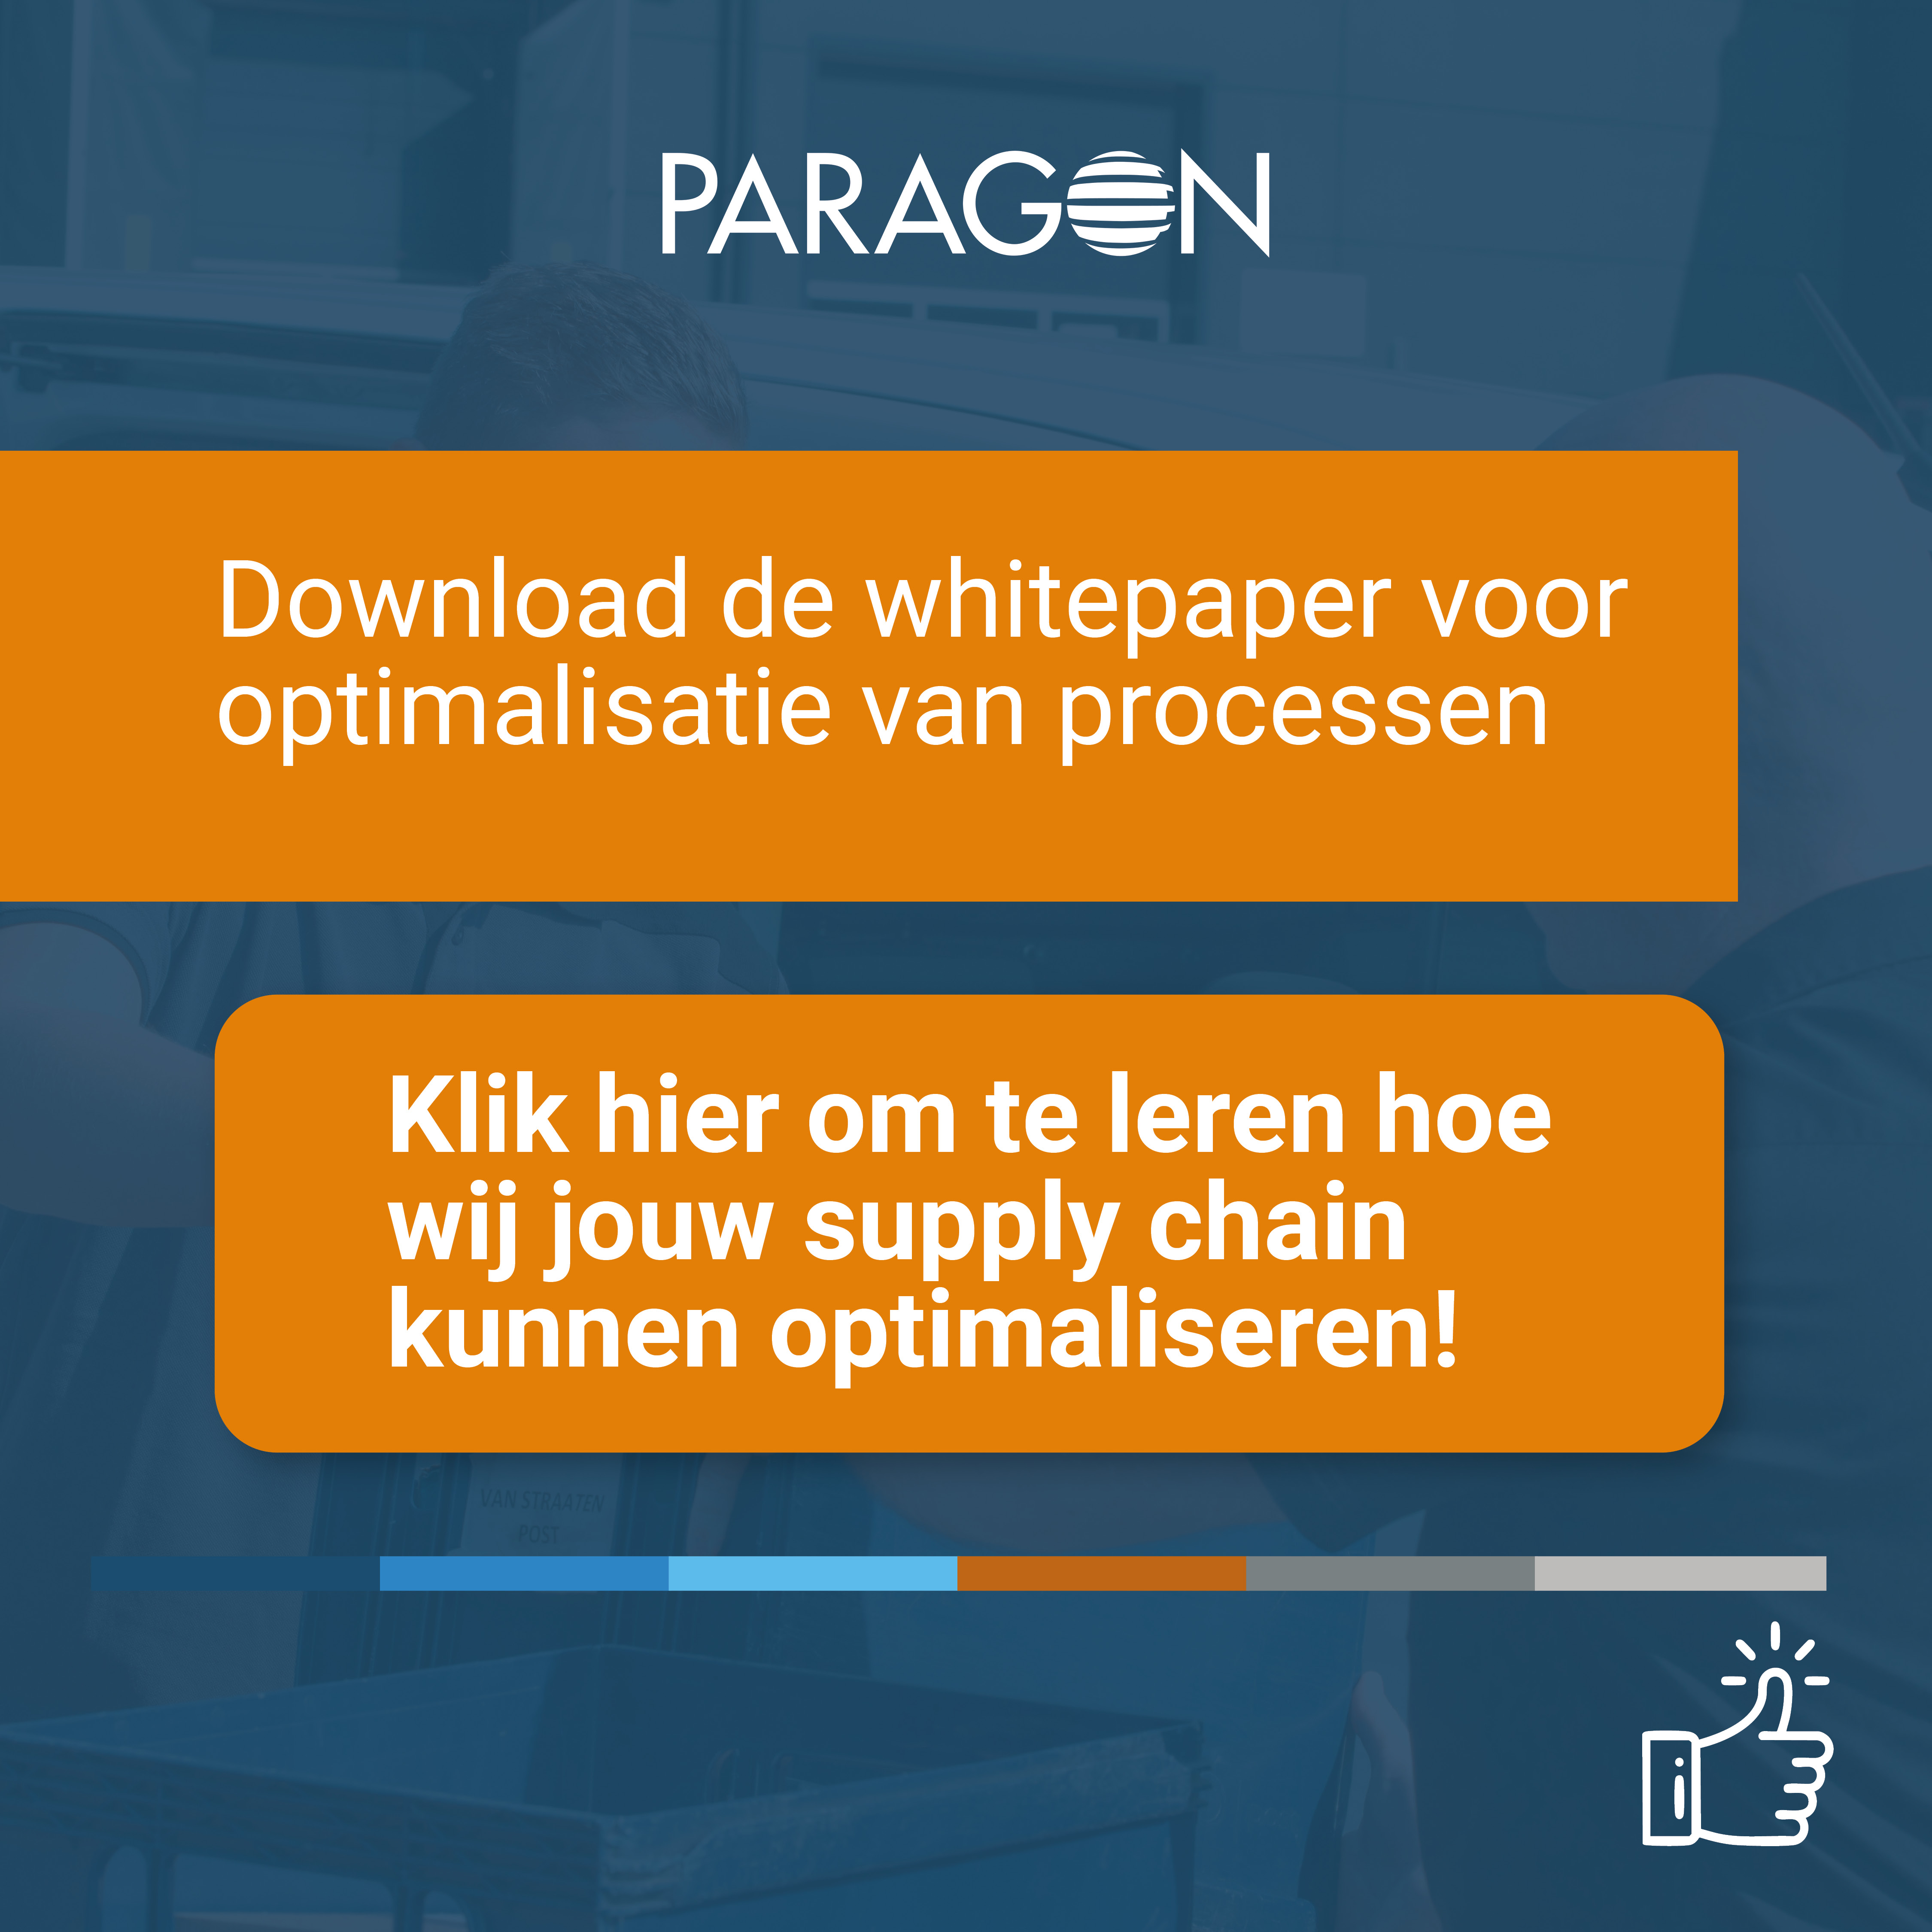 PARAGON
Download de whitepaper voor
optimalisatie van processen
Klik hier om te leren hoe
wij jouw supply chain
kunnen optimaliseren!
VAN STRAATEN
POST